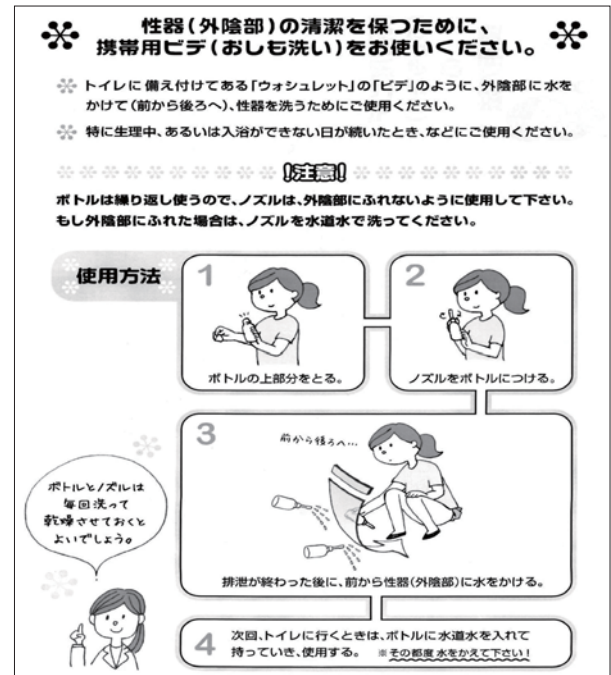 性器(外陰部)の清潔を保つために、
携帯用ビデ(おしも洗い)をお使いください。
トイレに備え付けてある「ウォシュレット」の「ビデ」のように、外陰部に水を
かけて(前から後ろへ)、性器を洗うためにご使用ください。
特に生理中、あるいは入浴ができない日が続いたとき、などにご使用ください。
!注意!
ボトルは繰り返し使うので、ノズルは、外陰部にふれないように使用して下さい。
もし外陰部にふれた場合は、ノズルを水道水で洗ってください。
使用方法
1
ボトルの上部分をとる。
2
ノズルをボトルにつける。
3
前から後ろへ…
排泄が終わった後に、前から性器(外陰部)に水をかける。
ボトルとノズルは
毎回洗って
乾燥させておくと
よいでしょう。
4
次回、トイレに行くときは、ボトルに水道水を入れて
持っていき、使用する。 ※その都度 水をかえて下さい!